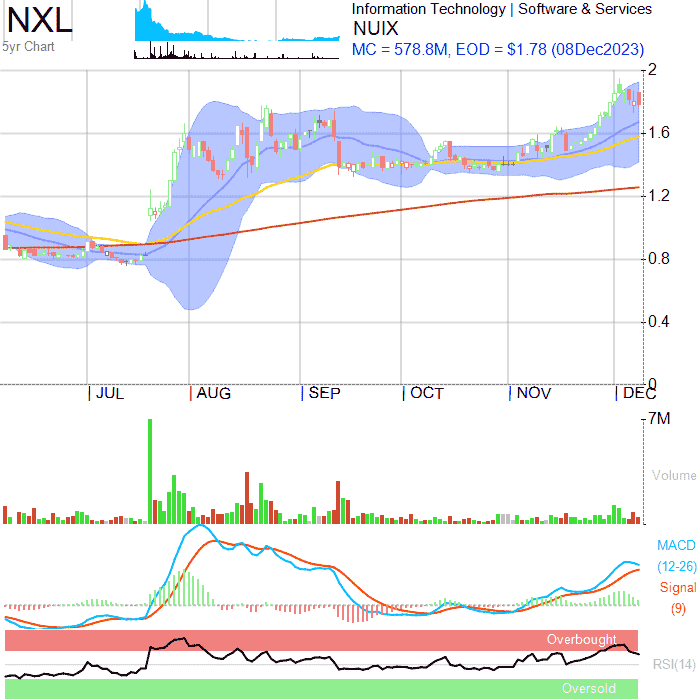 NXL
5yr Chart
Information Technology | Software & Services
NUIX
MC = 578.8M, EOD = $1.78 (08Dec2023)
2
1.6
1.2
0.8
0.4
0
JUL AUG SEP OCT NOV DEC
7M
Volume
MACD
(12-26)
Signal
(9)
Overbought
RSI(14)
Oversold